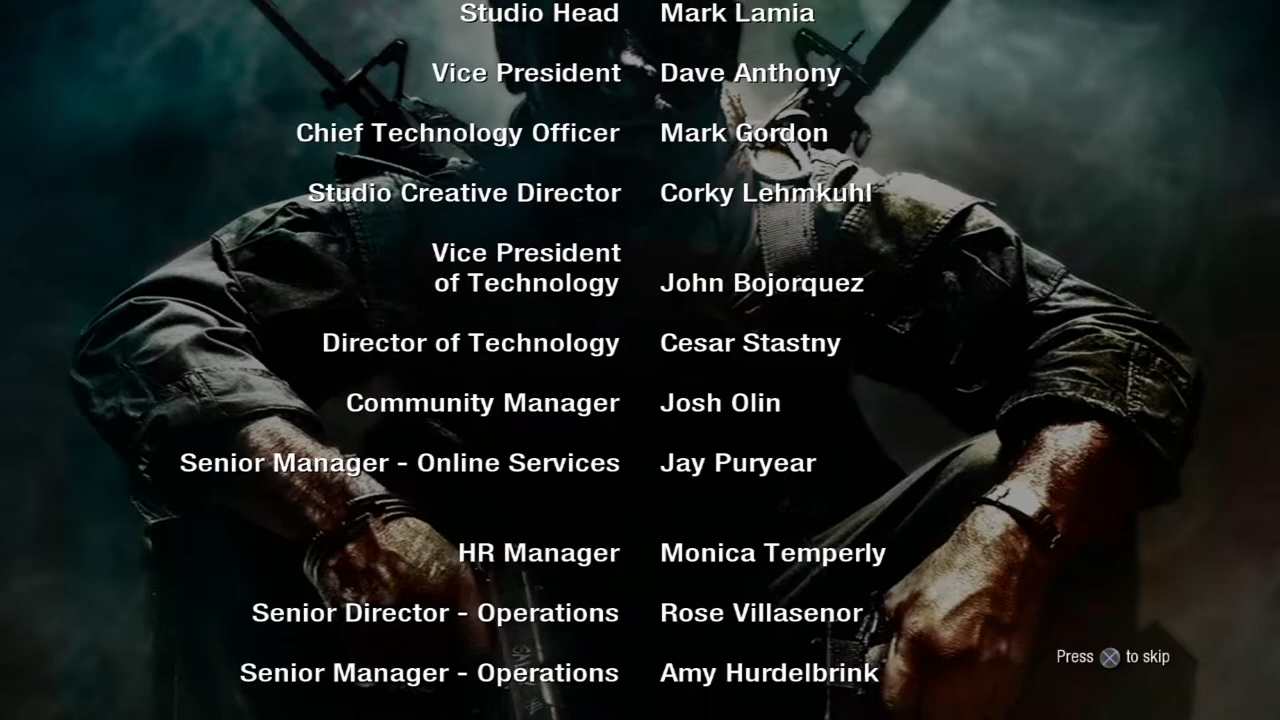 Studio Head Mark Lamia
Vice President Dave Anthony
Chief Technology Officer Mark Gordon
Studio Creative Director Corky Lehmkuhl
Vice President
of Technology John Bojorquez
Director of Technology Cesar Stastny
Community Manager Josh Olin
Senior Manager - Online Services Jay Puryear
HR Manager Monica Temperly
Senior Director - Operations Rose Villasenor
Press to skip
Senior Manager - Operations Amy Hurdelbrink